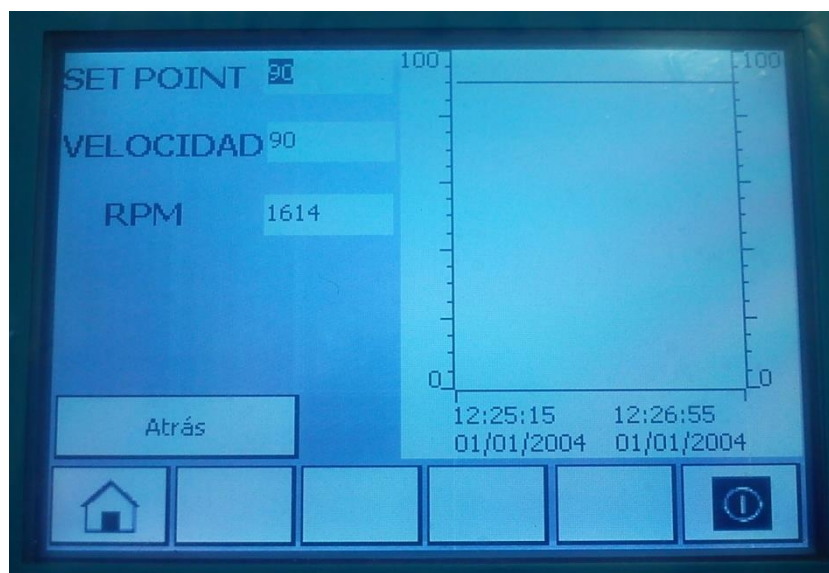 SET POINT 90
VELOCIDAD 90
RPM 1614
100 100
0 0
12:25:15 12:26:55
01/01/2004 01/01/2004
Atrás